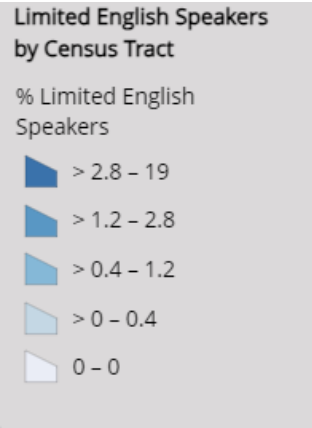 Limited English Speakers
by Census Tract
% Limited English
Speakers
> 2.8 – 19
> 1.2 – 2.8
> 0.4 – 1.2
> 0 – 0.4
0 – 0